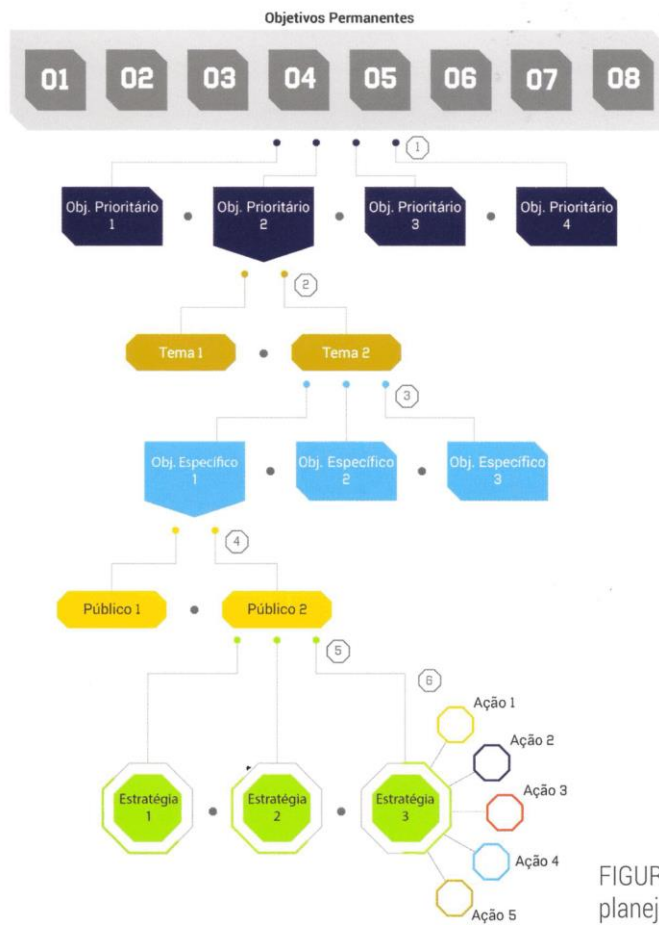 Objetivos Permanentes
01 02 03 04 05 06 07 08
1
Obj. Prioritário
1
Obj. Prioritário
2
Obj. Prioritário
3
Obj. Prioritário
4
2
Tema 1
Tema 2
3
Obj. Específico
1
Obj. Específico
2
Obj. Específico
3
4
Público 1
Público 2
5
6
Ação 1
Ação 2
Ação 3
Ação 4
Ação 5
Estratégia
1
Estratégia
2
Estratégia
3
FIGUR
planej